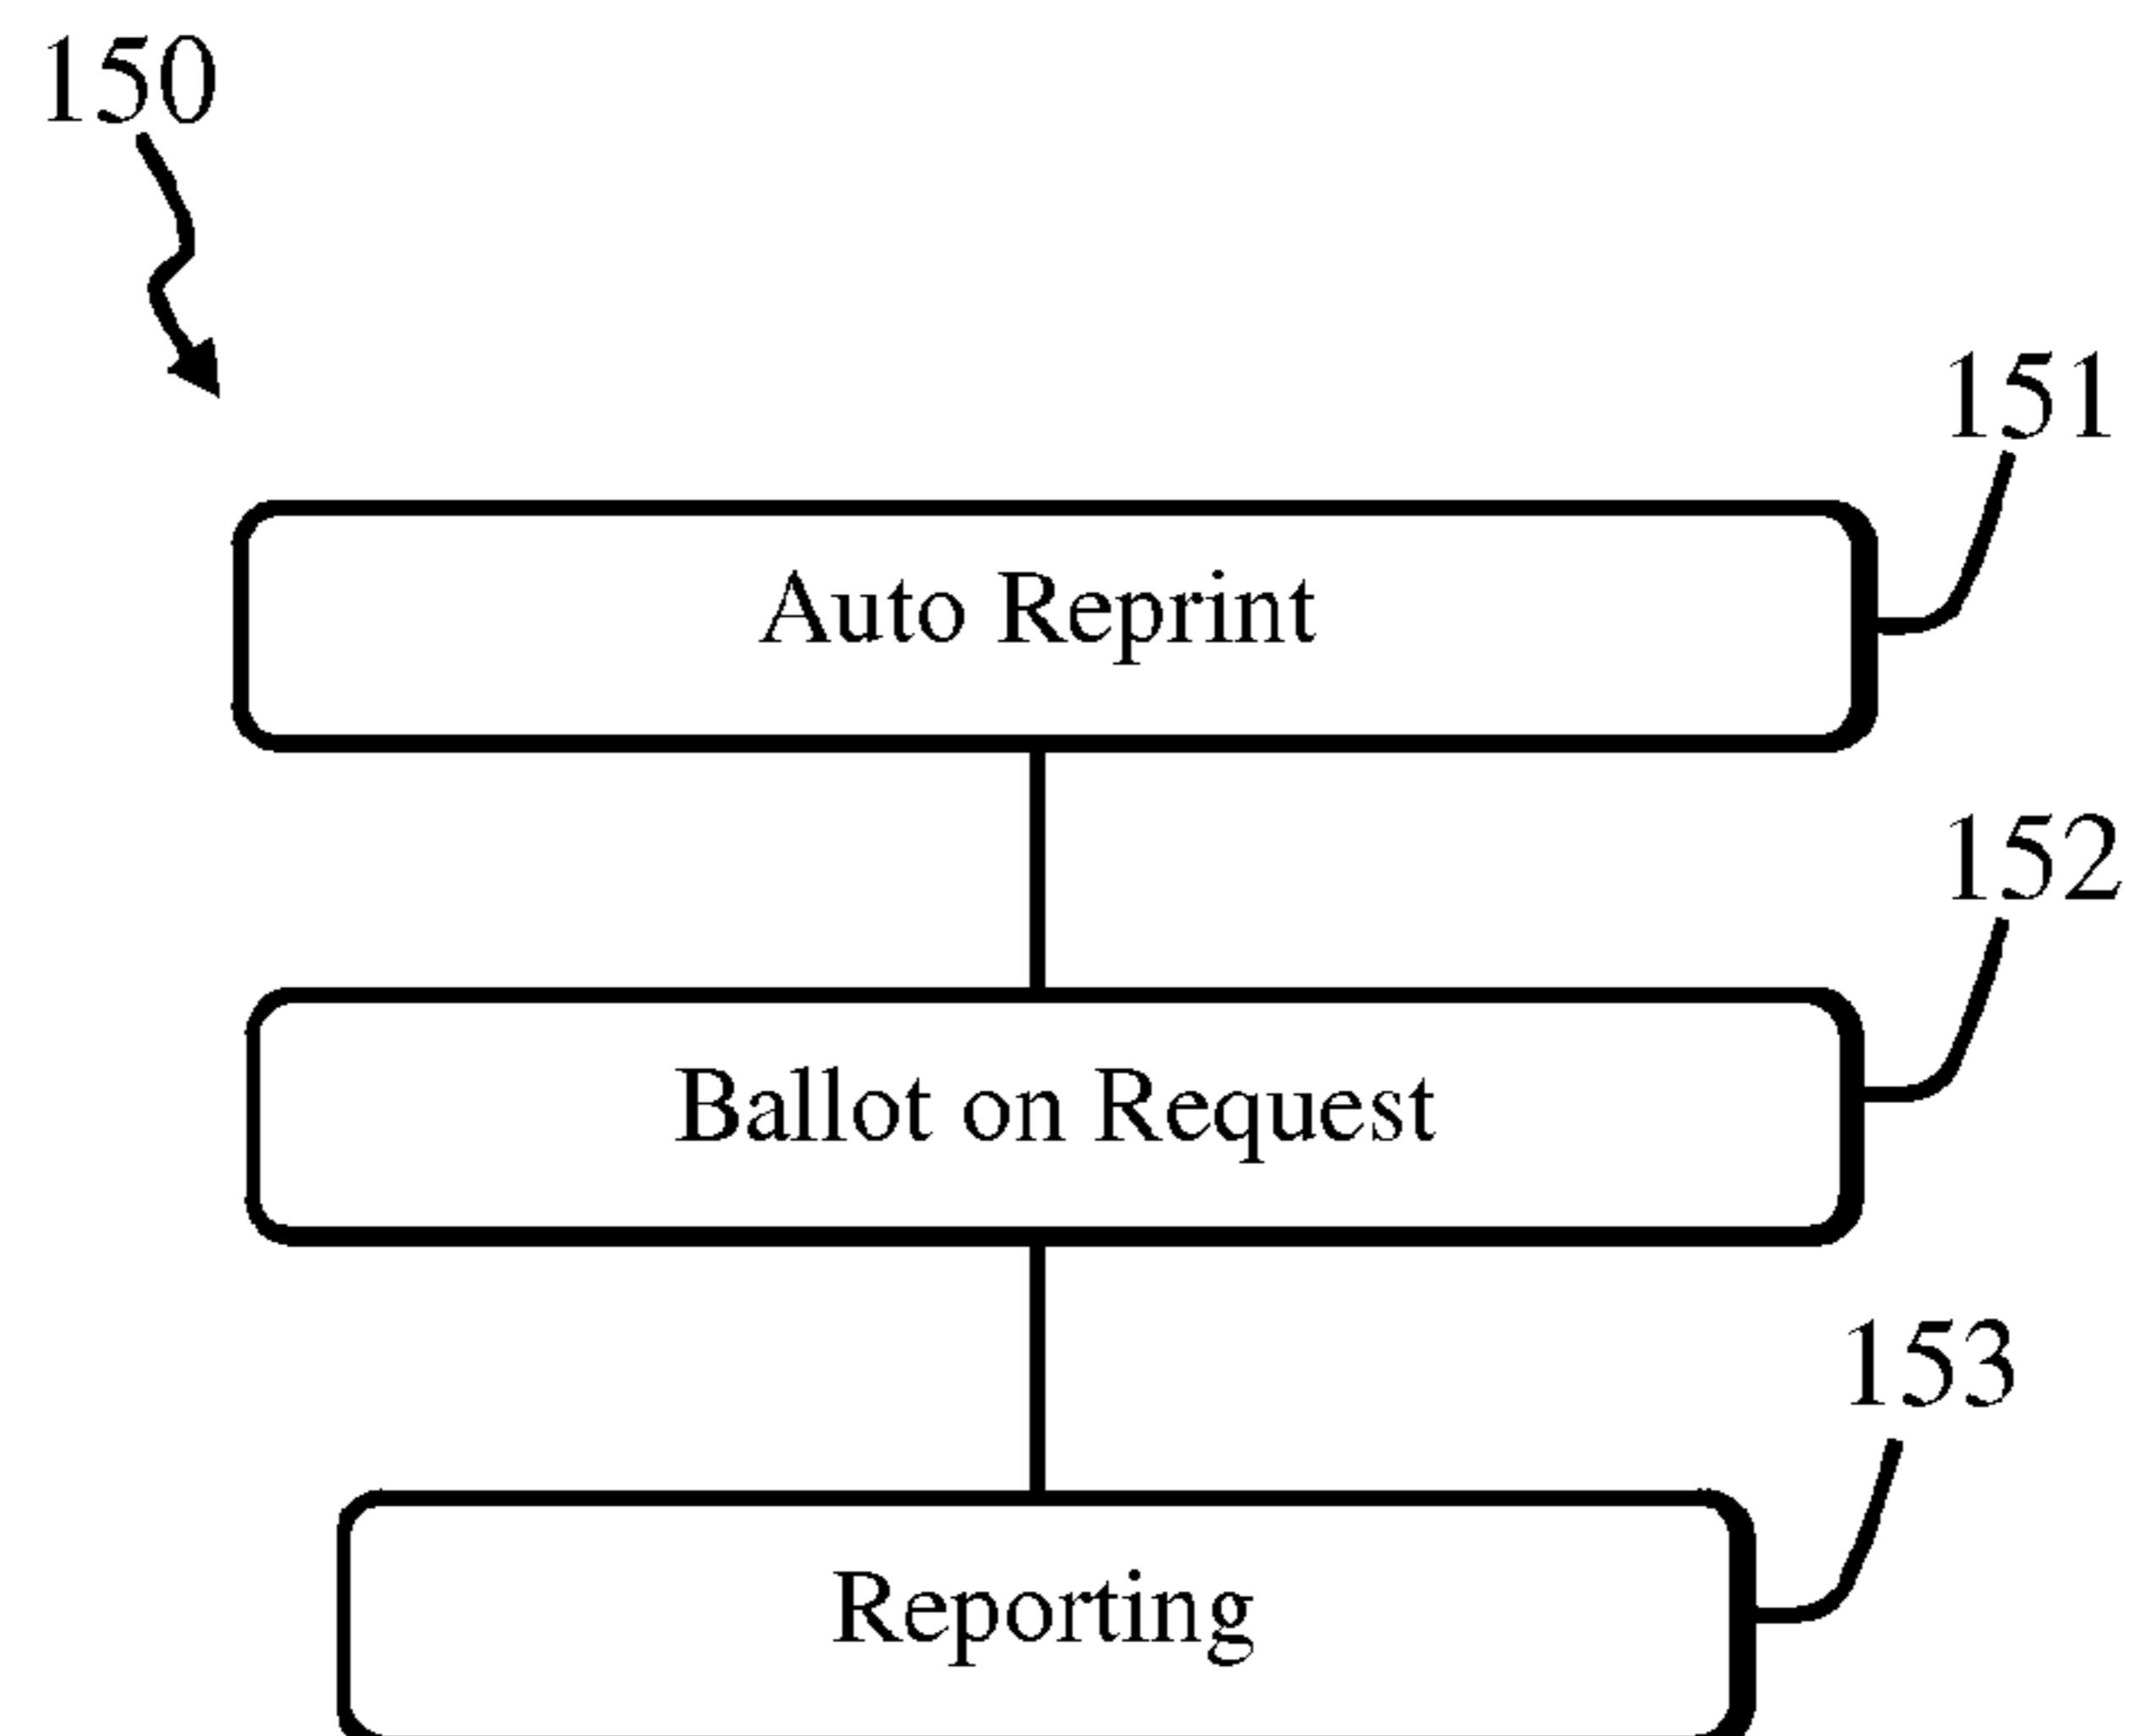 150
151
Auto Reprint
152
Ballot on Request
153
Reporting